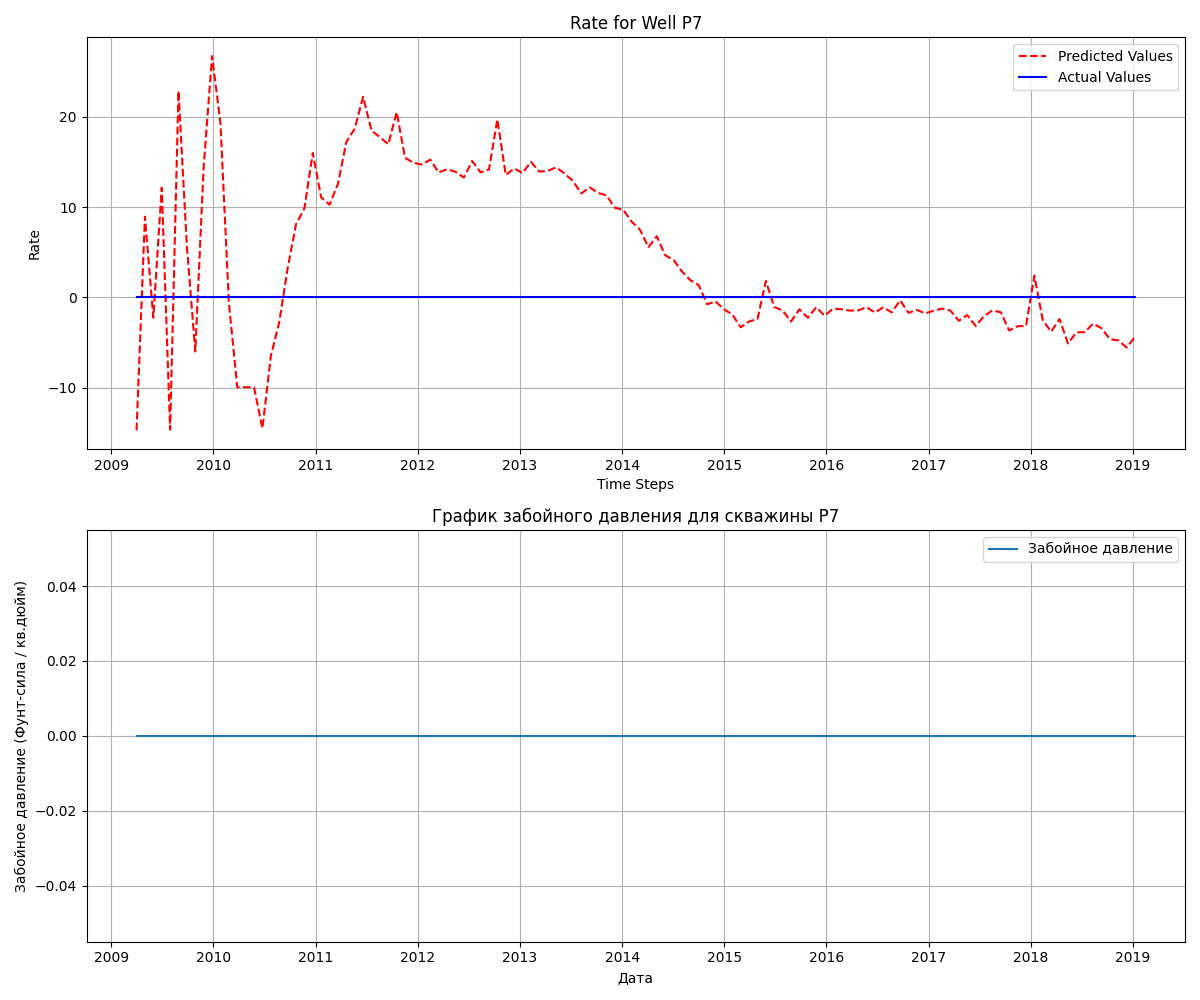 Rate for Well P7
Predicted Values
Actual Values
Rate
20
10
0
−10
2009 2010 2011 2012 2013 2014 2015 2016 2017 2018 2019
Time Steps
График забойного давления для скважины P7
Забойное давление
Забойное давление (Фунт-сила / кв.дюйм)
0.04
0.02
0.00
−0.02
−0.04
2009 2010 2011 2012 2013 2014 2015 2016 2017 2018 2019
Дата